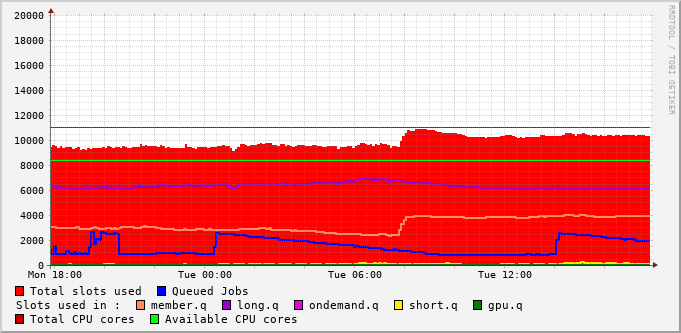 20000
18000
16000
14000
12000
10000
8000
6000
4000
2000
0
Mon 18:00 Tue 00:00 Tue 06:00 Tue 12:00
Total slots used Queued Jobs
Slots used in : member.q long.q ondemand.q short.q gpu.q
Total CPU cores Available CPU cores
RRDTOOL / TOBI OETIKER